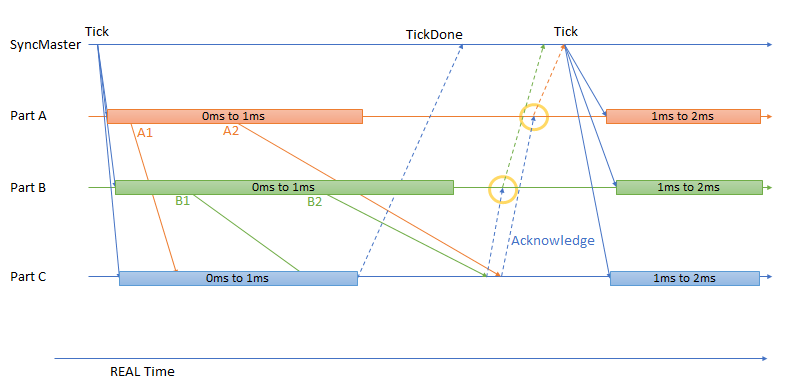 Tick
TickDone
Tick
SyncMaster
Part A
0ms to 1ms
1ms to 2ms
A1
A2
Part B
0ms to 1ms
1ms to 2ms
B1
B2
Acknowledge
Part C
0ms to 1ms
1ms to 2ms
REAL Time